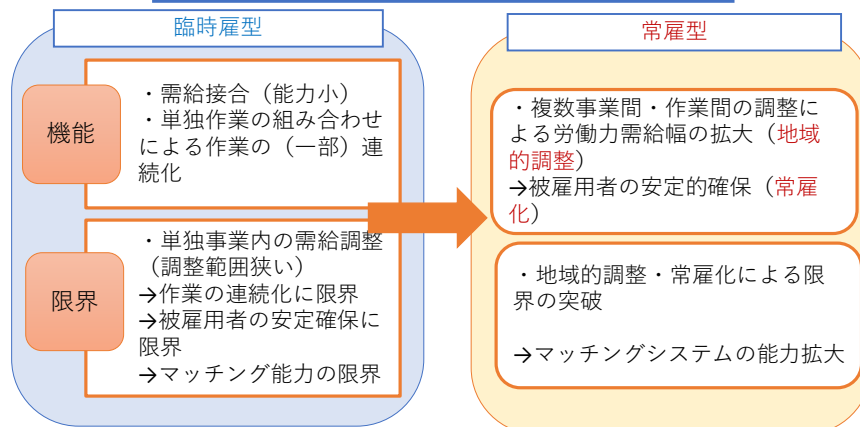 臨時雇型
機能
・需給接合（能力小）
・単独作業の組み合わせ
による作業の（一部）連
続化
限界
・単独事業内の需給調整
（調整範囲狭い）
→作業の連続化に限界
→被雇用者の安定確保に
限界
→マッチング能力の限界
常雇型
・複数事業間・作業間の調整に
よる労働力需給幅の拡大（地域
的調整）
→被雇用者の安定的確保（常雇
化）
・地域的調整・常雇化による限
界の突破
→マッチングシステムの能力拡大